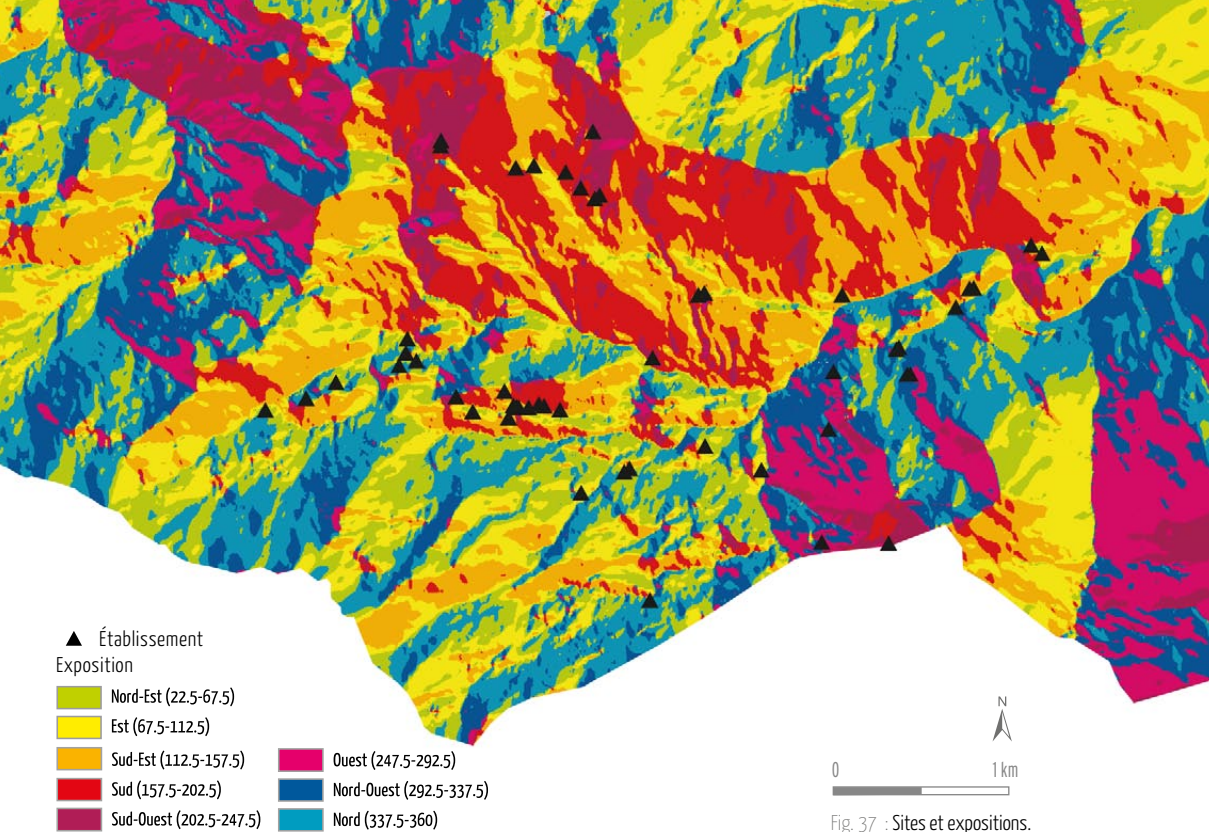 Établissement
Exposition
Nord-Est (22.5-67.5)
Est (67.5-112.5)
Sud-Est (112.5-157.5)
Sud (157.5-202.5)
Sud-Ouest (202.5-247.5)
Ouest (247.5-292.5)
Nord-Ouest (292.5-337.5)
Nord (337.5-360)
N
0 1 km
Fig. 37 : Sites et expositions.